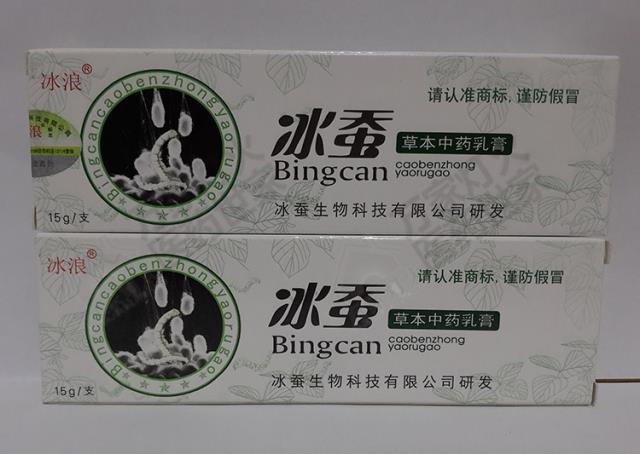 冰浪®
Bingcancaobenzhongyaorugao
请认准商标,谨防假冒
冰蚕
草本中药乳膏
Bingcan
caobenzhong
yaorugao
15g/支
冰蚕生物科技有限公司研发
冰浪®
Bingcancaobenzhongyaorugao
请认准商标,谨防假冒
冰蚕
草本中药乳膏
Bingcan
caobenzhong
yaorugao
15g/支
冰蚕生物科技有限公司研发